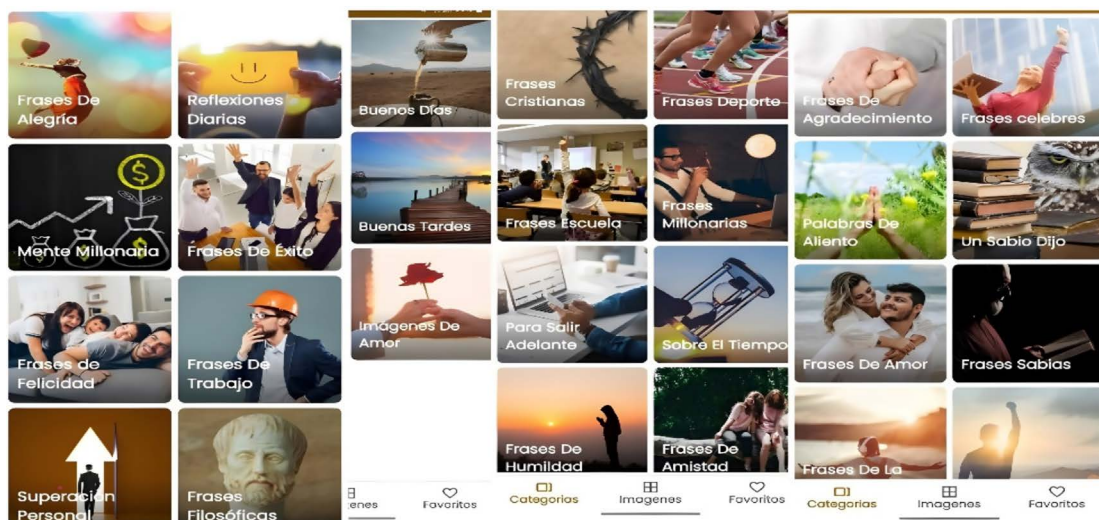 Frases De
Alegría
Reflexiones
Diarias
Mente Millonaria
Frases De Éxito
Frases de
Felicidad
Frases De
Trabajo
Superación
Personal
Frases
Filosóficas
Buenos Días
Buenas Tardes
Imágenes De
Amor
enes
Favoritos
Frases
Cristianas
Frases Deporte
Frases Escuela
Frases
Millonarias
Para Salir
Adelante
Sobre El Tiempo
Frases De
Humildad
Frases De
Amistad
Categorias
Imagenes
Favoritos
Frases De
Agradecimiento
Frases celebres
Palabras De
Aliento
Un Sabio Dijo
Frases De Amor
Frases Sabias
Frases De La
Categorias
Imagenes
Favoritos